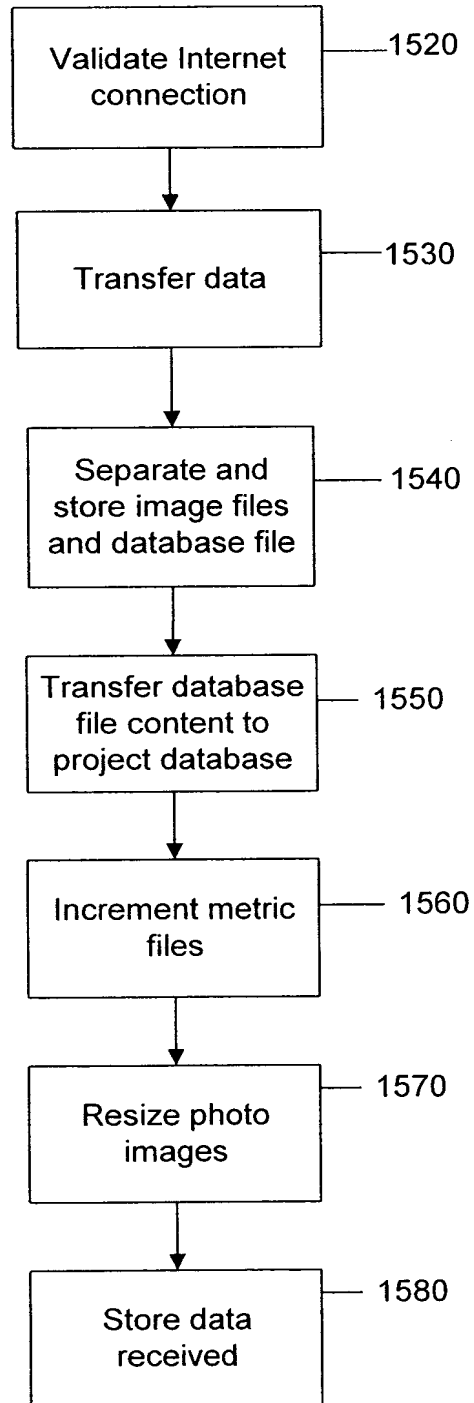 Validate Internet
connection
1520
Transfer data
1530
Separate and
store image files
and database file
1540
Transfer database
file content to
project database
1550
Increment metric
files
1560
Resize photo
images
1570
Store data
received
1580